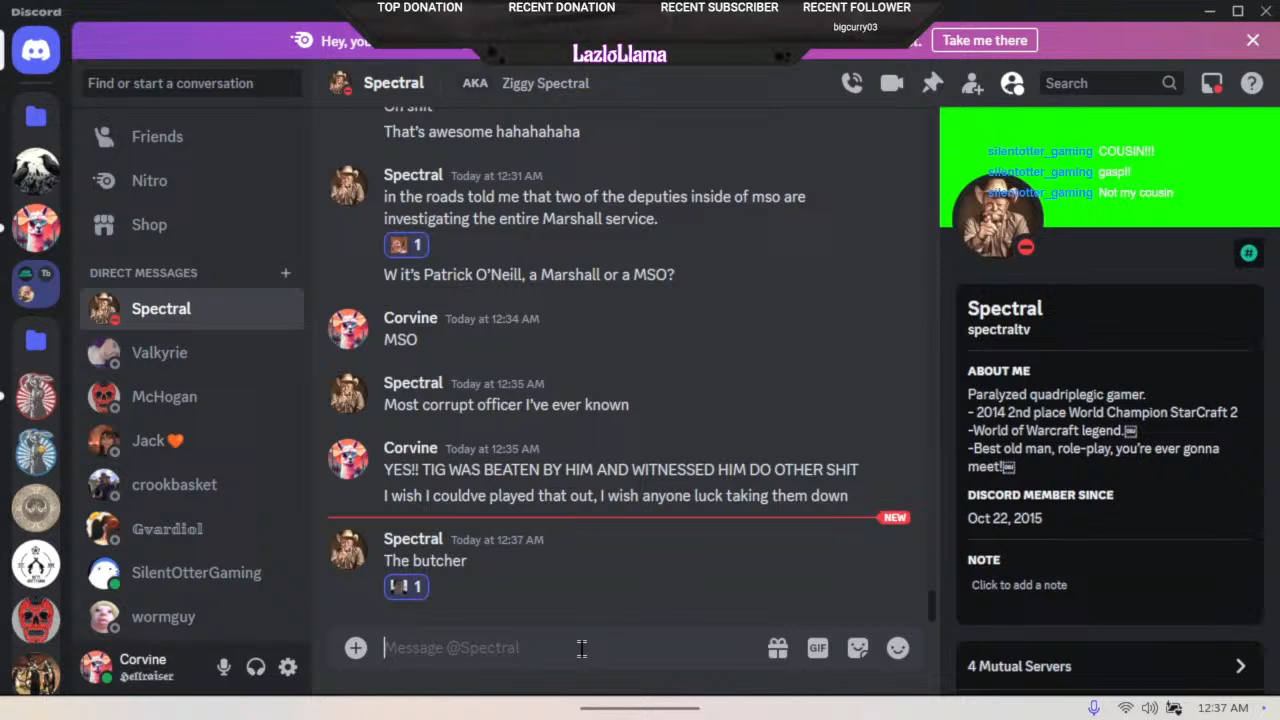 Discord
TOP DONATION
RECENT DONATION
RECENT SUBSCRIBER
RECENT FOLLOWER
bigcurry03
Hey, you
LazloLlama
Take me there
Find or start a conversation
Spectral
AKA
Ziggy Spectral
Search
Friends
Nitro
Shop
DIRECT MESSAGES
Spectral
Valkyrie
McHogan
Jack🧡
crookbasket
Gvardiol
SilentOtterGaming
wormguy
Corvine
Hellraiser
Tb
Oh shit
That's awesome hahahahaha
Spectral Today at 12:31 AM
in theroads told me that two of the deputies inside of mso are
investigating the entire Marshall service.
1
W it's Patrick O'Neill, a Marshall or a MSO?
Corvine Today at 12:34 AM
MSO
Spectral Today at 12:35 AM
Most corrupt officer I've ever known
Corvine Today at 12:35 AM
YES!! TIG WAS BEATEN BY HIM AND WITNESSED HIM DO OTHER SHIT
I wish I couldve played that out, I wish anyone luck taking them down
NEW
Spectral Today at 12:37 AM
The butcher
1
Message @Spectral
GIF
silentotter_gaming COUSIN!!!
silentotter_gaming gasp!!
silentotter_gaming Not my cousin
Spectral
spectraltv
ABOUT ME
Paralyzed quadriplegic gamer.
- 2014 2nd place World Champion StarCraft 2
-World of Warcraft legend.
-Best old man, role-play, you're ever gonna
meet!
DISCORD MEMBER SINCE
Oct 22, 2015
NOTE
Click to add a note
4 Mutual Servers
12:37 AM